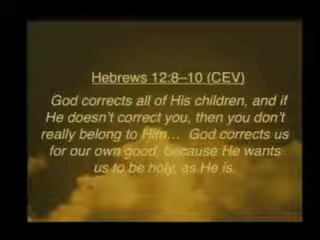 Hebrews 12:8–10 (CEV)
God corrects all of His children, and if
He doesn't correct you, then you don't
really belong to Him... God corrects us
for our own good, because He wants
us to be holy, as He is.